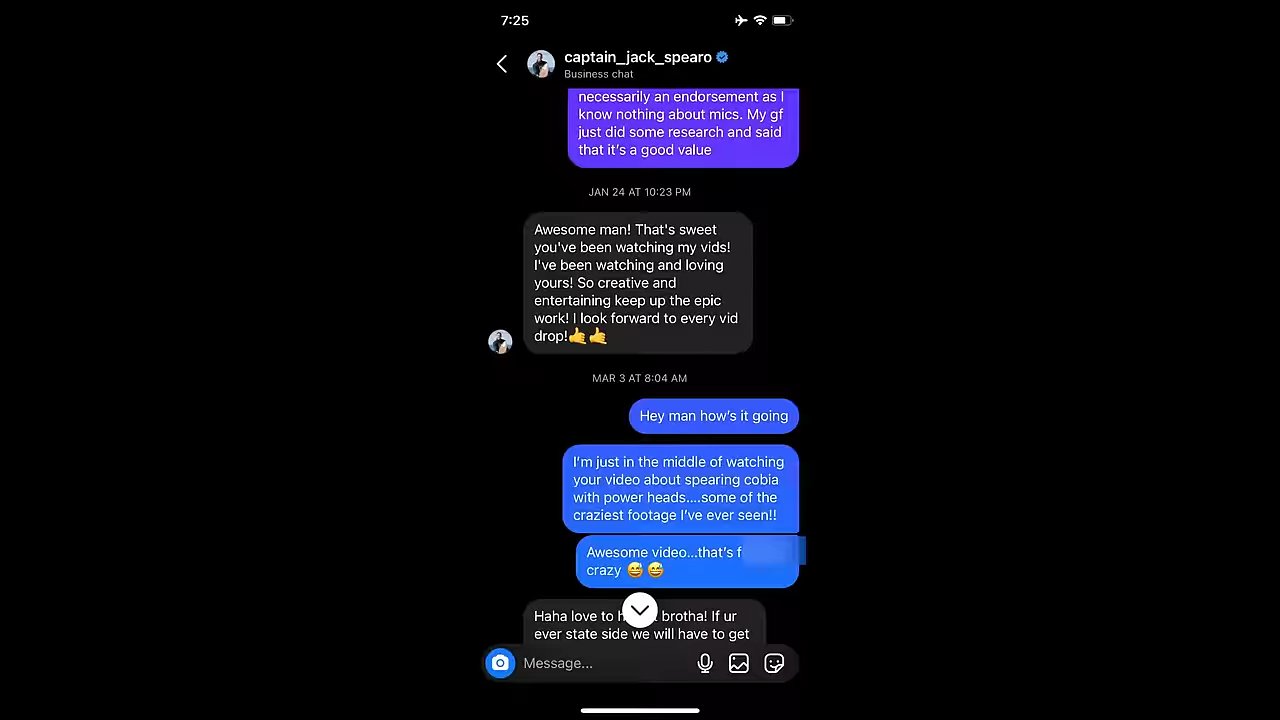 7:25
captain_jack_spearo
Business chat
necessarily an endorsement as I
know nothing about mics. My gf
just did some research and said
that it's a good value
JAN 24 AT 10:23 PM
Awesome man! That's sweet
you've been watching my vids!
I've been watching and loving
yours! So creative and
entertaining keep up the epic
work! I look forward to every vid
drop!🤙🤙
MAR 3 AT 8:04 AM
Hey man how's it going
I'm just in the middle of watching
your video about spearing cobia
with power heads....some of the
craziest footage I've ever seen!!
Awesome video...that's f
crazy 😅😅
Haha love to brotha! If ur
ever state side we will have to get
Message...